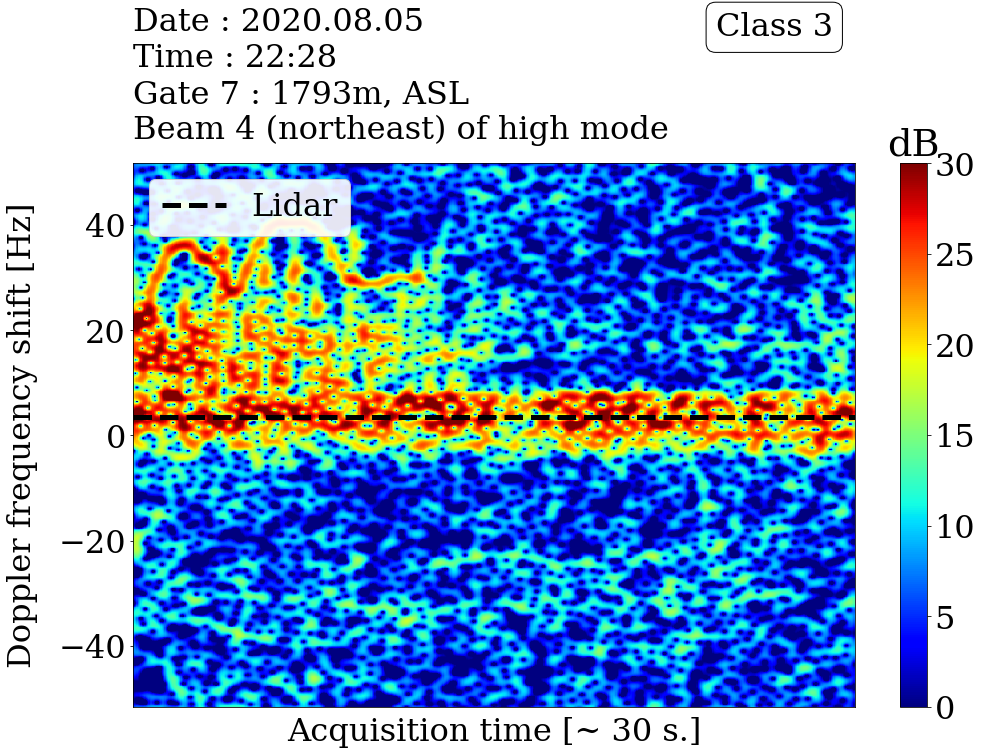 Date : 2020.08.05
Time : 22:28
Gate 7 : 1793m, ASL
Beam 4 (northeast) of high mode
Class 3
dB
Lidar
Doppler frequency shift [Hz]
40
20
0
−20
−40
Acquisition time [~ 30 s.]
30
25
20
15
10
5
0